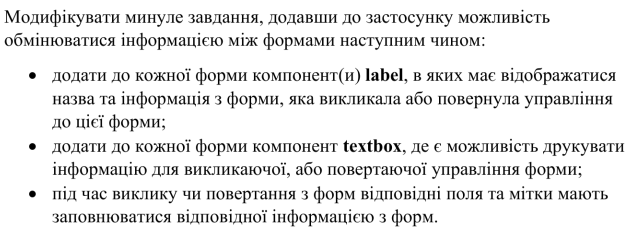 Модифікувати минуле завдання, додавши до застосунку можливість
обмінюватися інформацією між формами наступним чином:
• додати до кожної форми компонент(и) label, в яких має відображатися
назва та інформація з форми, яка викликала або повернула управління
до цієї форми;
• додати до кожної форми компонент textbox, де є можливість друкувати
інформацію для викликаючої, або повертаючої управління форми;
• під час виклику чи повертання з форм відповідні поля та мітки мають
заповнюватися відповідної інформацією з форм.